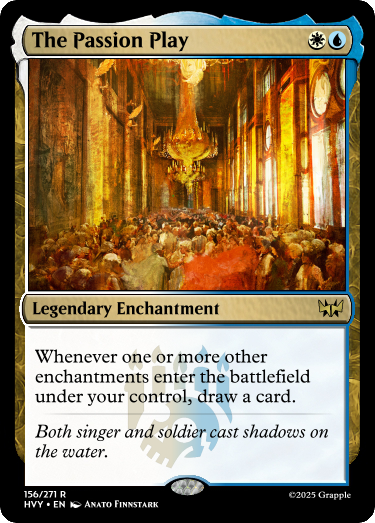 The Passion Play
Legendary Enchantment
Whenever one or more other
enchantments enter the battlefield
under your control, draw a card.
Both singer and soldier cast shadows on
the water.
156/271 R
HVY • EN Anato Finnstark
©2025 Grapple